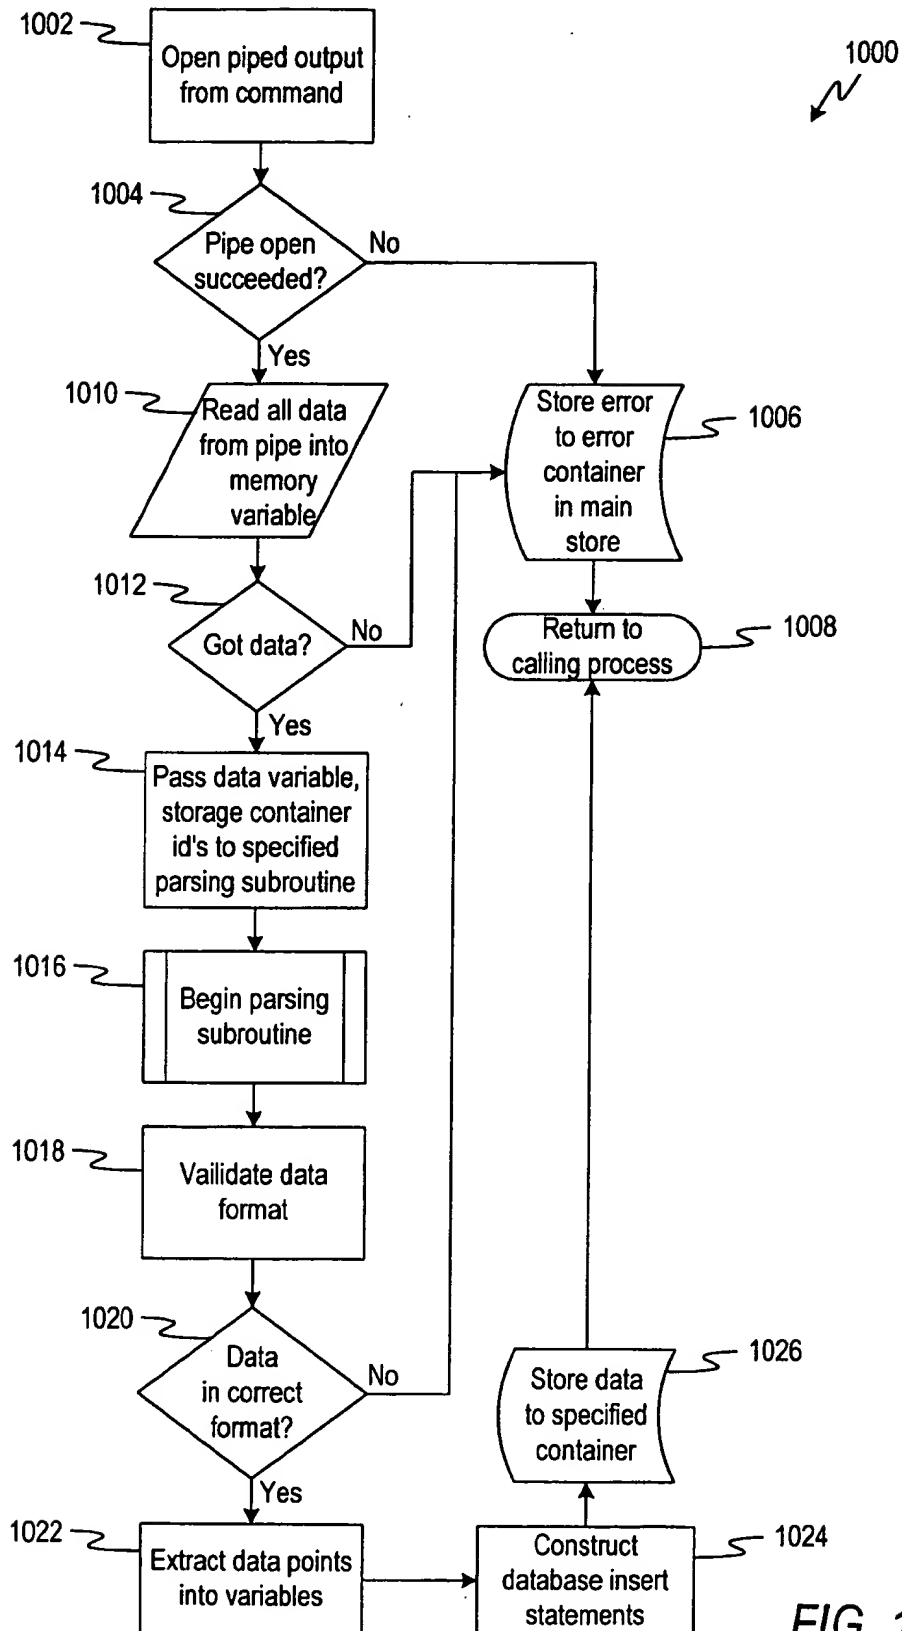 1002
Open piped output
from command
1000
1004
Pipe open
succeeded?
No
Yes
1010
Read all data
from pipe into
memory
variable
Store error
to error
container
in main
store
1006
1012
Got data?
No
Return to
calling process
1008
Yes
1014
Pass data variable,
storage container
id's to specified
parsing subroutine
1016
Begin parsing
subroutine
1018
Vailidate data
format
1020
Data
in correct
format?
No
Store data
to specified
container
1026
Yes
1022
Extract data points
into variables
Construct
database insert
statements
1024
FIG.